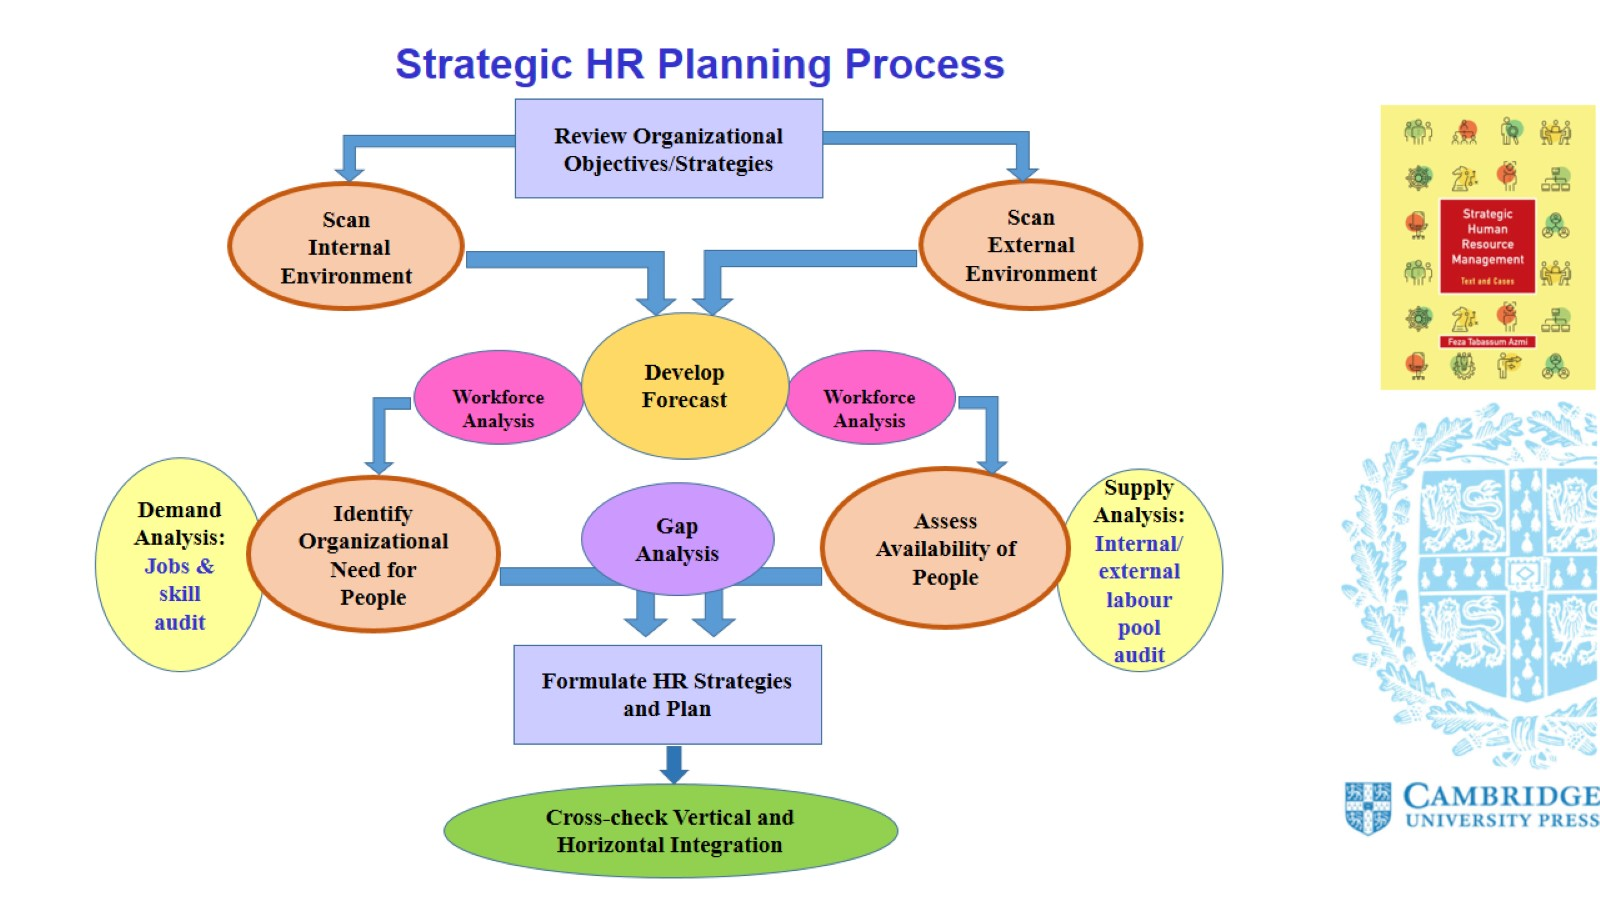 Strategic HR Planning Process
Review Organizational
Objectives/Strategies
Scan
Internal
Environment
Scan
External
Environment
Develop
Forecast
Workforce
Analysis
Workforce
Analysis
Demand
Analysis:
Jobs &
skill
audit
Identify
Organizational
Need for
People
Gap
Analysis
Assess
Availability of
People
Supply
Analysis:
Internal/
external
labour
pool
audit
Formulate HR Strategies
and Plan
Cross-check Vertical and
Horizontal Integration
Strategic
Human
Resource
Management
Text and Cases
Feza Tabassum Azmi
CAMBRIDGE
UNIVERSITY PRESS